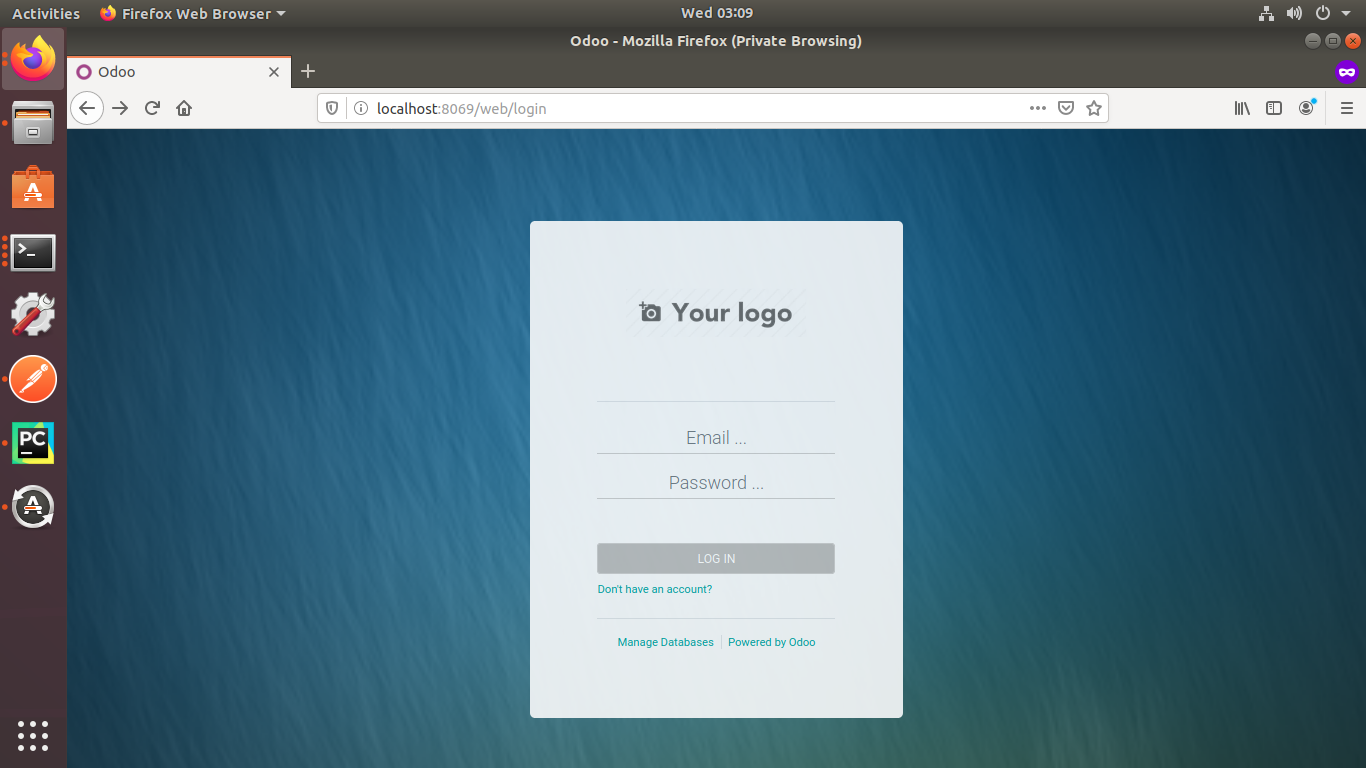 Activities Firefox Web Browser Wed 03:09
Odoo - Mozilla Firefox (Private Browsing)
Odoo
localhost:8069/web/login
Your logo
Email ...
Password ...
LOG IN
Don't have an account?
Manage Databases Powered by Odoo
PC